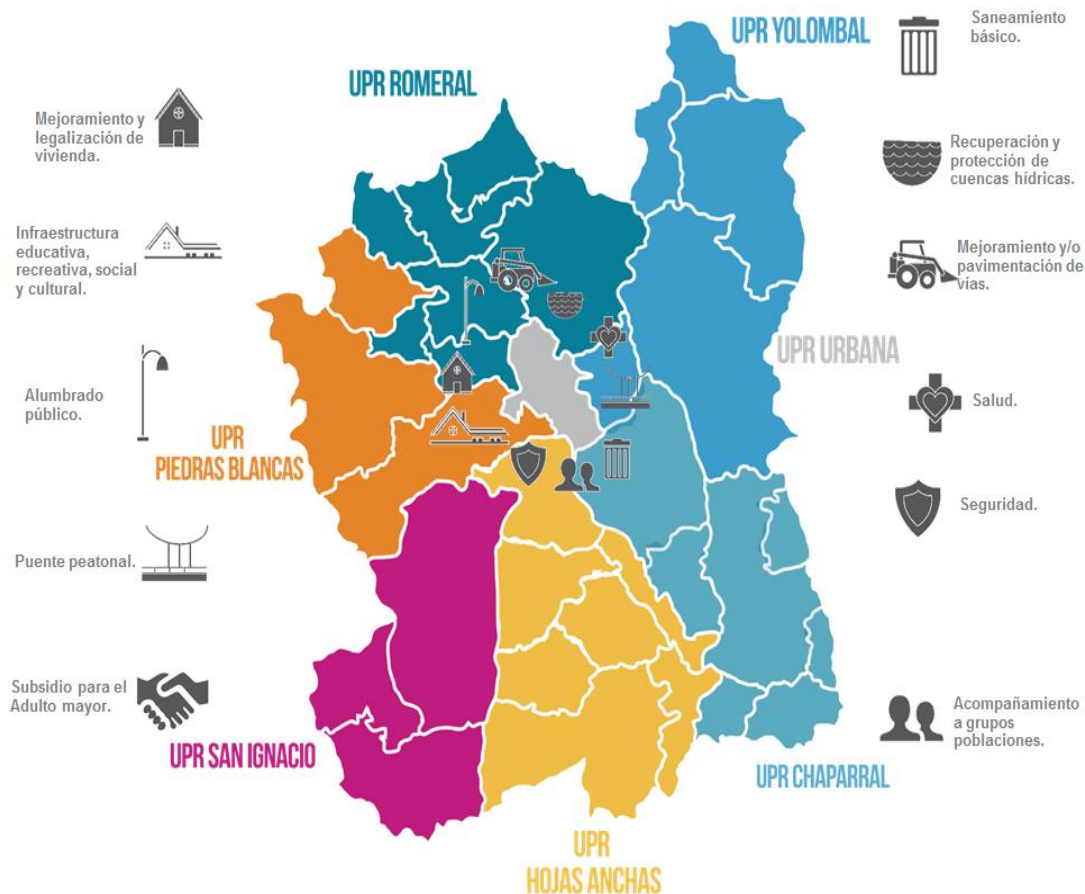 UPR YOLOMBAL
Saneamiento
básico.
UPR ROMERAL
Mejoramiento y
legalización de
vivienda.
Recuperación y
protección de
cuencas hídricas.
Infraestructura
educativa,
recreativa, social
y cultural.
Mejoramiento y/o
pavimentación de
vías.
UPR URBANA
Alumbrado
público.
Salud.
UPR
PIEDRAS BLANCAS
Seguridad.
Puente peatonal.
Subsidio para el
Adulto mayor.
Acompañamiento
a grupos
poblaciones.
UPR SAN IGNACIO
UPR CHAPARRAL
UPR
HOJAS ANCHAS